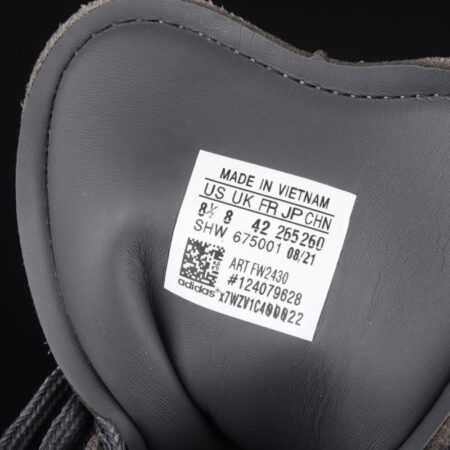 MADE IN VIETNAM
US UK FR JP CHN
8½ 8 42 265 260
SHW 675001 08/21
ART FW2430
#124079628
adidas®